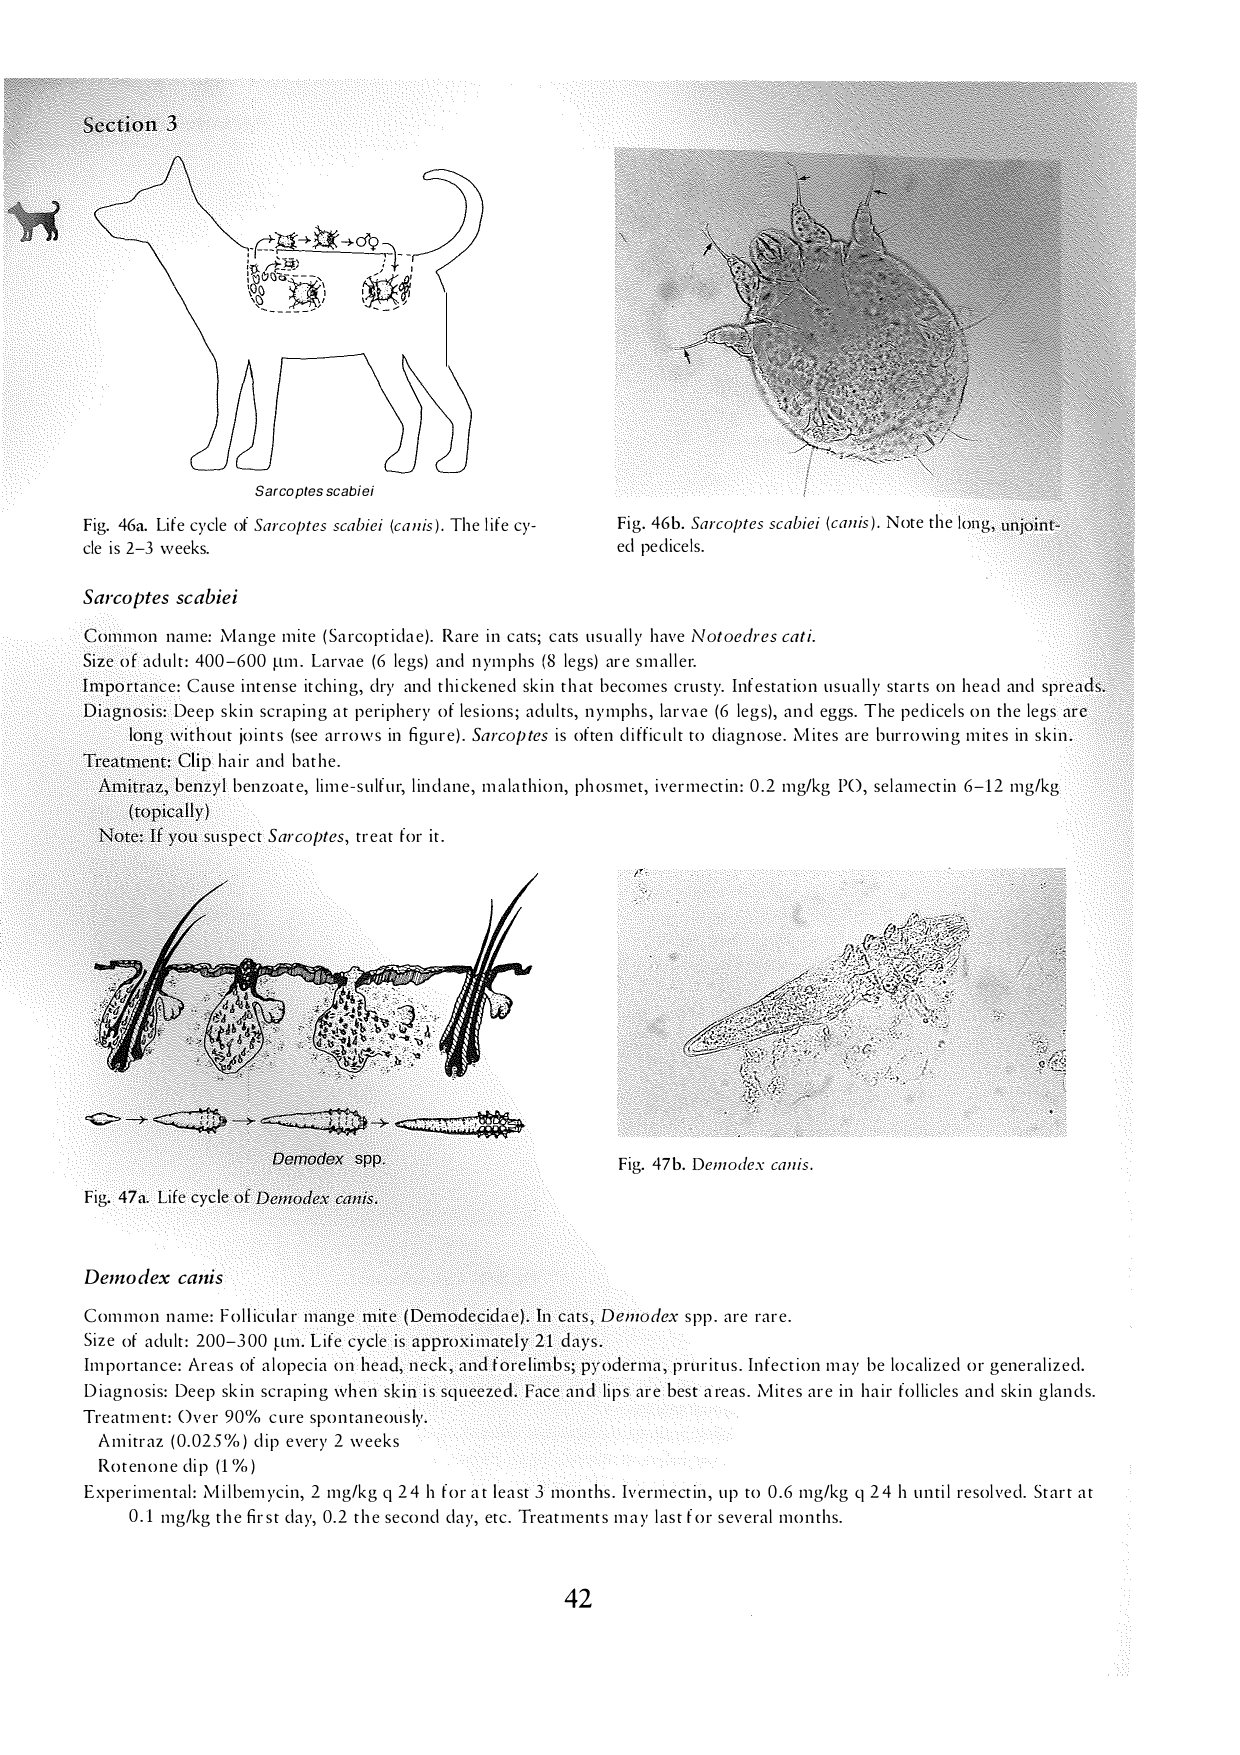 Section 3
Sarcoptes scabiei
Fig. 46a. Life cycle of Sarcoptes scabiei (canis). The life cy-
cle is 2–3 weeks.
Fig. 46b. Sarcoptes scabiei (canis). Note the long, unjoint-
ed pedicels.
Sarcoptes scabiei
Common name: Mange mite (Sarcoptidae). Rare in cats; cats usually have Notoedres cati.
Size of adult: 400–600 µm. Larvae (6 legs) and nymphs (8 legs) are smaller.
Importance: Cause intense itching, dry and thickened skin that becomes crusty. Infestation usually starts on head and spreads.
Diagnosis: Deep skin scraping at periphery of lesions; adults, nymphs, larvae (6 legs), and eggs. The pedicels on the legs are
long without joints (see arrows in figure). Sarcoptes is often difficult to diagnose. Mites are burrowing mites in skin.
Treatment: Clip hair and bathe.
Amitraz, benzyl benzoate, lime-sulfur, lindane, malathion, phosmet, ivermectin: 0.2 mg/kg PO, selamectin 6–12 mg/kg
(topically)
Note: If you suspect Sarcoptes, treat for it.
Demodex spp.
Fig. 47a. Life cycle of Demodex canis.
Fig. 47b. Demodex canis.
Demodex canis
Common name: Follicular mange mite (Demodecidae). In cats, Demodex spp. are rare.
Size of adult: 200–300 µm. Life cycle is approximately 21 days.
Importance: Areas of alopecia on head, neck, and forelimbs; pyoderma, pruritus. Infection may be localized or generalized.
Diagnosis: Deep skin scraping when skin is squeezed. Face and lips are best areas. Mites are in hair follicles and skin glands.
Treatment: Over 90% cure spontaneously.
Amitraz (0.025%) dip every 2 weeks
Rotenone dip (1%)
Experimental: Milbemycin, 2 mg/kg q 24 h for at least 3 months. Ivermectin, up to 0.6 mg/kg q 24 h until resolved. Start at
0.1 mg/kg the first day, 0.2 the second day, etc. Treatments may last for several months.
42